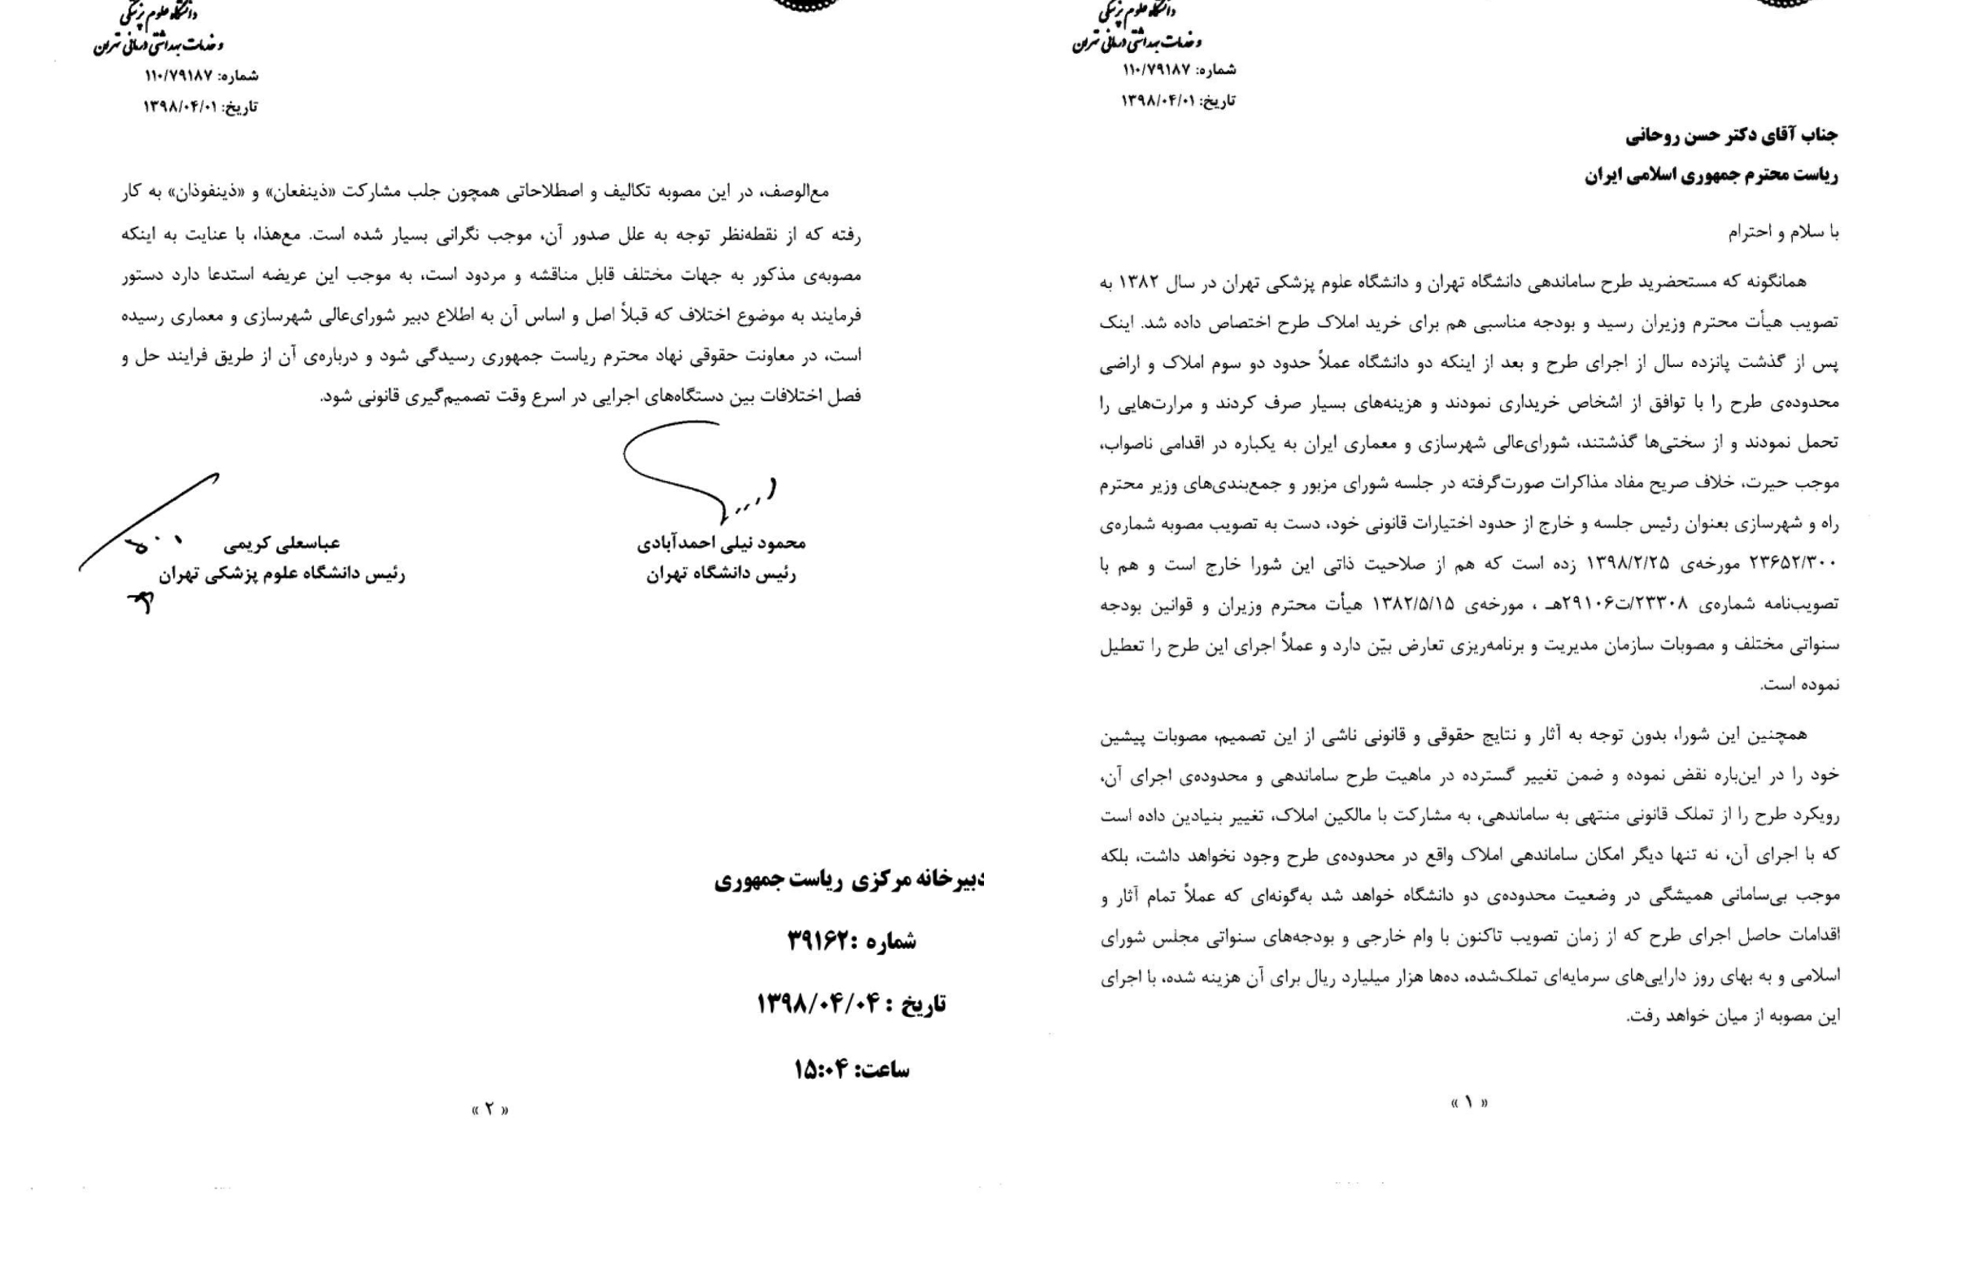 دانشگاه علوم پزشکی
و خدمات بهداشتی درمانی تهران
شماره: ۱۱۰/۷۹۱۸۷
تاریخ: ۱۳۹۸/۰۴/۰۱
جناب آقای دکتر حسن روحانی
ریاست محترم جمهوری اسلامی ایران
با سلام و احترام
همانگونه که مستحضرید طرح ساماندهی دانشگاه تهران و دانشگاه علوم پزشکی تهران در سال ۱۳۸۲ به
تصویب هیأت محترم وزیران رسید و بودجه مناسبی هم برای خرید املاک طرح اختصاص داده شد. اینک
پس از گذشت پانزده سال از اجرای طرح و بعد از اینکه دو دانشگاه عملاً حدود دو سوم املاک و اراضی
محدوده‌ی طرح را با توافق از اشخاص خریداری نمودند و هزینه‌های بسیار صرف کردند و مرارت‌هایی را
تحمل نمودند و از سختی‌ها گذشتند، شورای‌عالی شهرسازی و معماری ایران به یکباره در اقدامی ناصواب،
موجب حیرت، خلاف صریح مفاد مذاکرات صورت‌گرفته در جلسه شورای مزبور و جمع‌بندی‌های وزیر محترم
راه و شهرسازی بعنوان رئیس جلسه و خارج از حدود اختیارات قانونی خود، دست به تصویب مصوبه شماره‌ی
۲۳۶۵۲/۳۰۰ مورخه‌ی ۱۳۹۸/۲/۲۵ زده است که هم از صلاحیت ذاتی این شورا خارج است و هم با
تصویب‌نامه شماره‌ی ۲۳۳۰۸/ت۲۹۱۰۶هـ ، مورخه‌ی ۱۳۸۲/۵/۱۵ هیأت محترم وزیران و قوانین بودجه
سنواتی مختلف و مصوبات سازمان مدیریت و برنامه‌ریزی تعارض بیّن دارد و عملاً اجرای این طرح را تعطیل
نموده است.
همچنین این شورا، بدون توجه به آثار و نتایج حقوقی و قانونی ناشی از این تصمیم، مصوبات پیشین
خود را در این‌باره نقض نموده و ضمن تغییر گسترده در ماهیت طرح ساماندهی و محدوده‌ی اجرای آن،
رویکرد طرح را از تملک قانونی منتهی به ساماندهی، به مشارکت با مالکین املاک، تغییر بنیادین داده است
که با اجرای آن، نه تنها دیگر امکان ساماندهی املاک واقع در محدوده‌ی طرح وجود نخواهد داشت، بلکه
موجب بی‌سامانی همیشگی در وضعیت محدوده‌ی دو دانشگاه خواهد شد به‌گونه‌ای که عملاً تمام آثار و
اقدامات حاصل اجرای طرح که از زمان تصویب تاکنون با وام خارجی و بودجه‌های سنواتی مجلس شورای
اسلامی و به بهای روز دارایی‌های سرمایه‌ای تملک‌شده، ده‌ها هزار میلیارد ریال برای آن هزینه شده، با اجرای
این مصوبه از میان خواهد رفت.
« ۱ »
دانشگاه علوم پزشکی
و خدمات بهداشتی درمانی تهران
شماره: ۱۱۰/۷۹۱۸۷
تاریخ: ۱۳۹۸/۰۴/۰۱
مع‌الوصف، در این مصوبه تکالیف و اصطلاحاتی همچون جلب مشارکت «ذینفعان» و «ذینفوذان» به کار
رفته که از نقطه‌نظر توجه به علل صدور آن، موجب نگرانی بسیار شده است. مع‌هذا، با عنایت به اینکه
مصوبه‌ی مذکور به جهات مختلف قابل مناقشه و مردود است، به موجب این عریضه استدعا دارد دستور
فرمایند به موضوع اختلاف که قبلاً اصل و اساس آن به اطلاع دبیر شورای‌عالی شهرسازی و معماری رسیده
است، در معاونت حقوقی نهاد محترم ریاست جمهوری رسیدگی شود و درباره‌ی آن از طریق فرایند حل و
فصل اختلافات بین دستگاه‌های اجرایی در اسرع وقت تصمیم‌گیری قانونی شود.
محمود نیلی احمدآبادی
رئیس دانشگاه تهران
عباسعلی کریمی
رئیس دانشگاه علوم پزشکی تهران
دبیرخانه مرکزی ریاست جمهوری
شماره :۳۹۱۶۲
تاریخ : ۱۳۹۸/۰۴/۰۴
ساعت: ۱۵:۰۴
« ۲ »